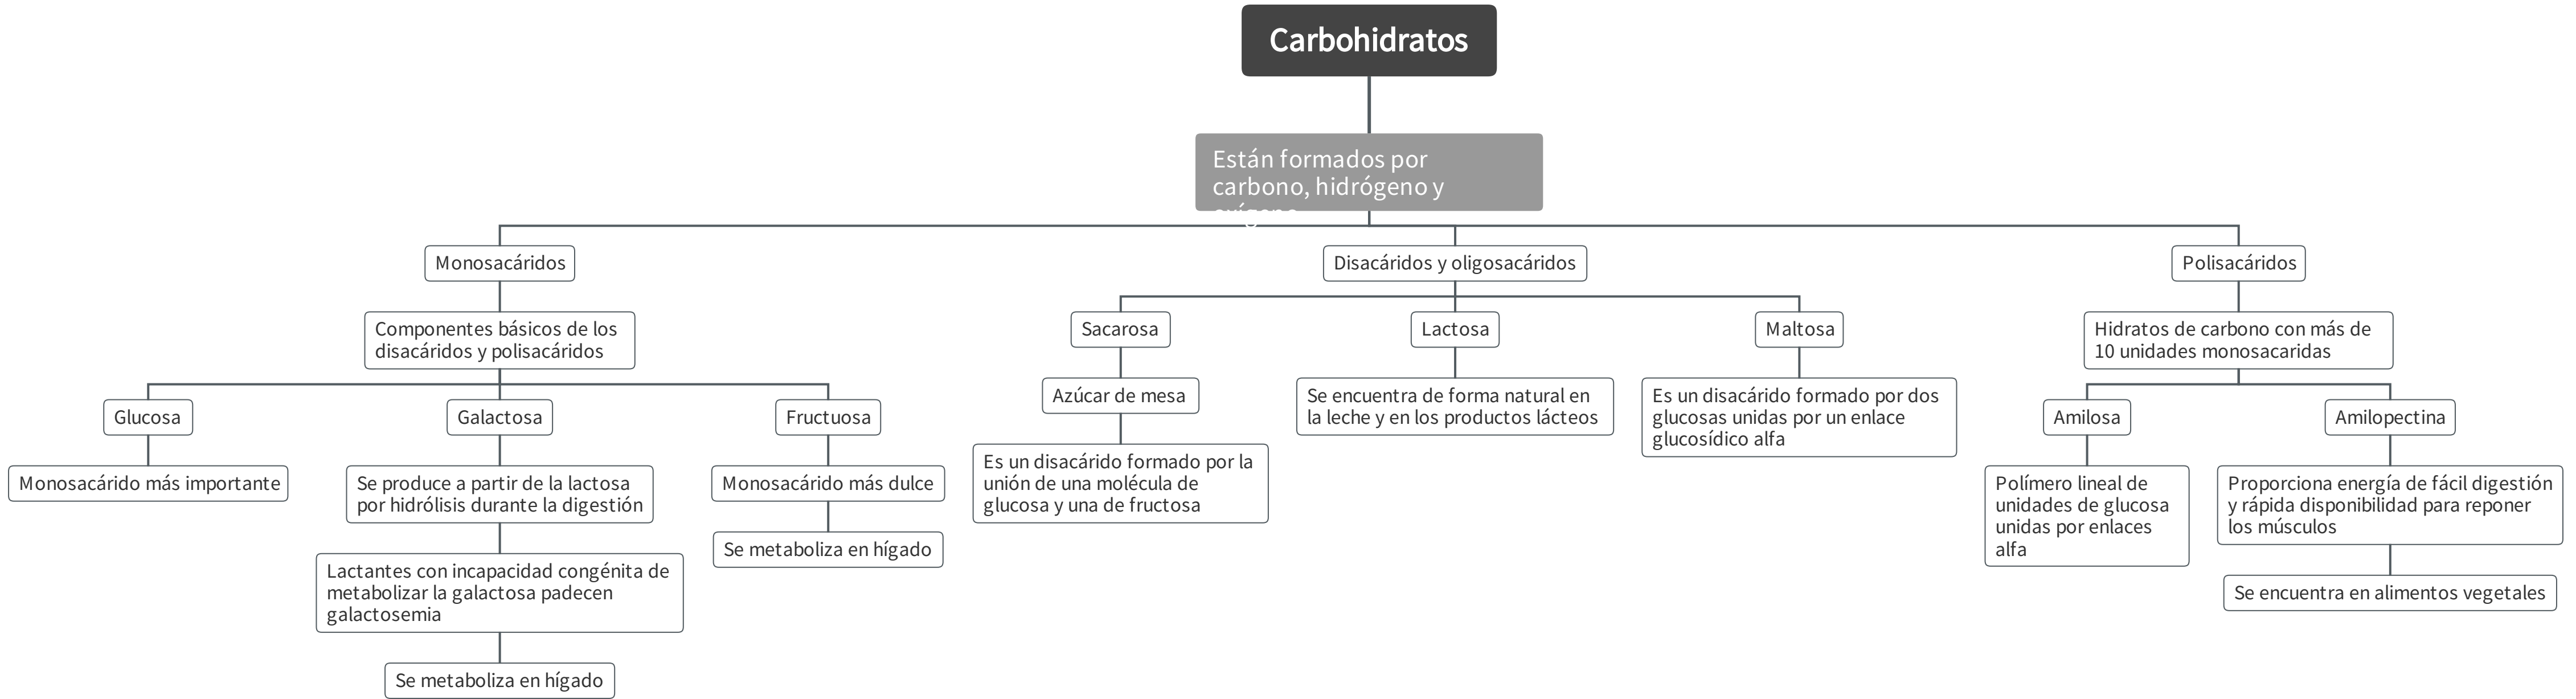 Carbohidratos
Están formados por
carbono, hidrógeno y
Monosacáridos
Disacáridos y oligosacáridos
Polisacáridos
Componentes básicos de los
disacáridos y polisacáridos
Sacarosa
Lactosa
Maltosa
Hidratos de carbono con más de
10 unidades monosacaridas
Glucosa
Galactosa
Fructuosa
Azúcar de mesa
Se encuentra de forma natural en
la leche y en los productos lácteos
Es un disacárido formado por dos
glucosas unidas por un enlace
glucosídico alfa
Amilosa
Amilopectina
Monosacárido más importante
Se produce a partir de la lactosa
por hidrólisis durante la digestión
Monosacárido más dulce
Es un disacárido formado por la
unión de una molécula de
glucosa y una de fructosa
Polímero lineal de
unidades de glucosa
unidas por enlaces
alfa
Proporciona energía de fácil digestión
y rápida disponibilidad para reponer
los músculos
Lactantes con incapacidad congénita de
metabolizar la galactosa padecen
galactosemia
Se metaboliza en hígado
Se encuentra en alimentos vegetales
Se metaboliza en hígado